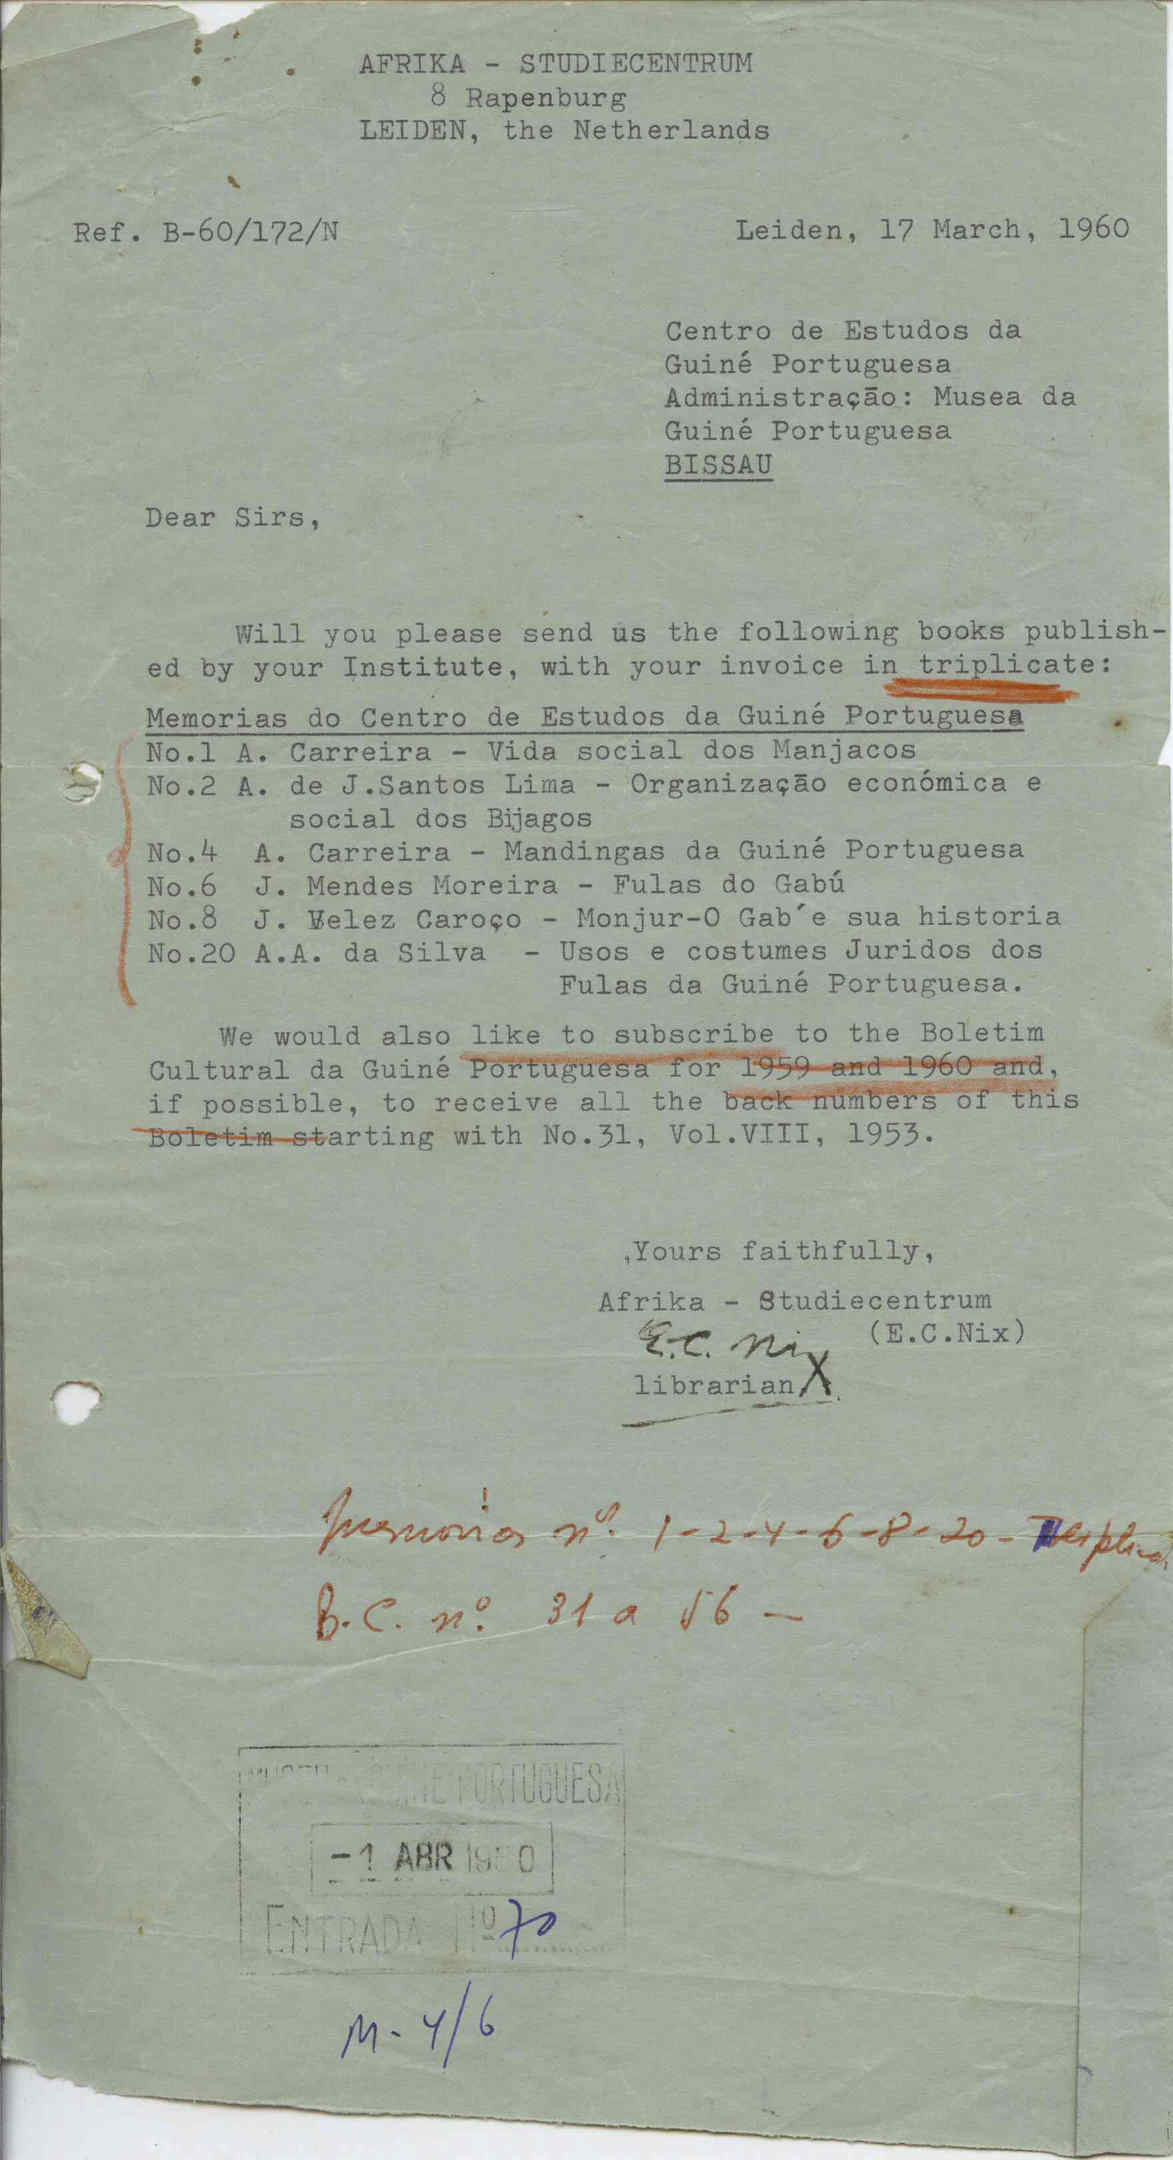 AFRIKA - STUDIECENTRUM
8 Rapenburg
LEIDEN, the Netherlands
Ref. B-60/172/N
Leiden, 17 March, 1960
Centro de Estudos da
Guiné Portuguesa
Administração: Musea da
Guiné Portuguesa
BISSAU
Dear Sirs,
Will you please send us the following books publish-
ed by your Institute, with your invoice in triplicate:
Memorias do Centro de Estudos da Guiné Portuguesa
No.1 A. Carreira - Vida social dos Manjacos
No.2 A. de J.Santos Lima - Organização económica e
social dos Bijagos
No.4 A. Carreira - Mandingas da Guiné Portuguesa
No.6 J. Mendes Moreira - Fulas do Gabú
No.8 J. Velez Caroço - Monjur-O Gab´e sua historia
No.20 A.A. da Silva - Usos e costumes Juridos dos
Fulas da Guiné Portuguesa.
We would also like to subscribe to the Boletim
Cultural da Guiné Portuguesa for 1959 and 1960 and,
if possible, to receive all the back numbers of this
Boletim starting with No.31, Vol.VIII, 1953.
Yours faithfully,
Afrika - Studiecentrum
(E.C.Nix)
E.C. Nix
librarian
Memorias nº. 1-2-4-6-8-20-
B.C. nº. 31 a 56 -
MUSEU GUINÉ PORTUGUESA
-1 ABR 1960
ENTRADA Nº 70
M-4/6